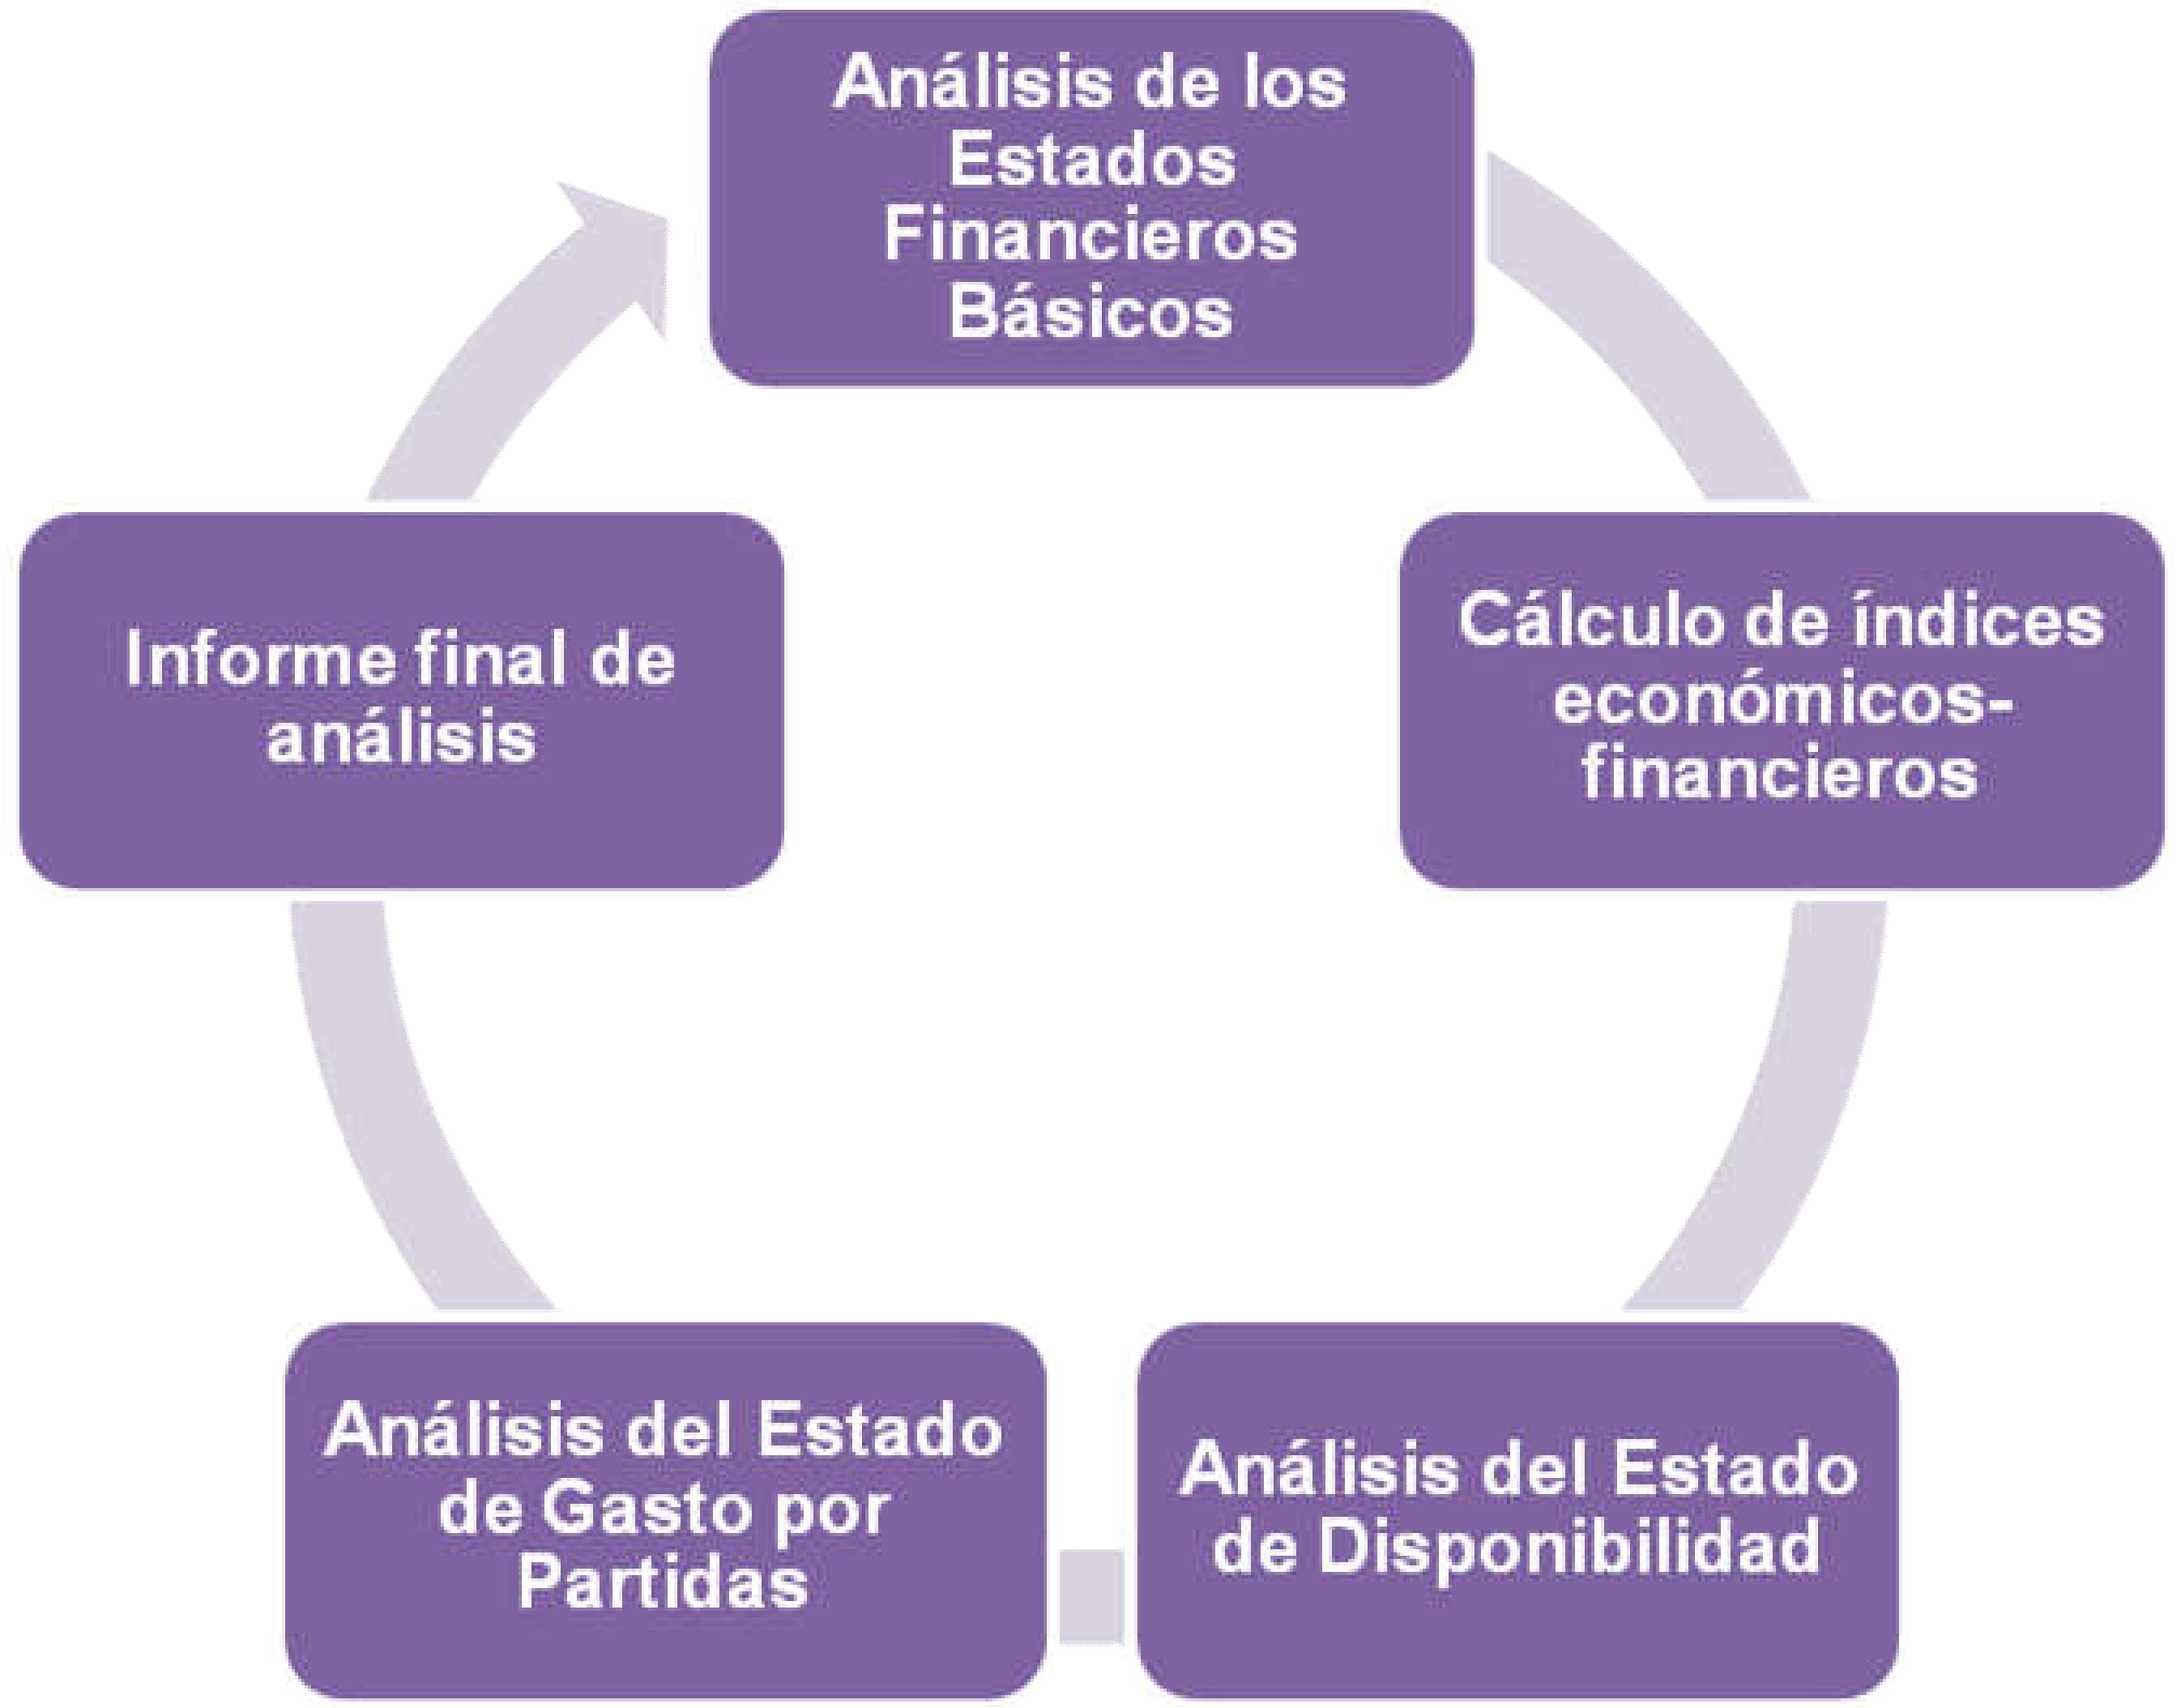 Análisis de los
Estados
Financieros
Básicos
Cálculo de índices
económicos-
financieros
Análisis del Estado
de Disponibilidad
Análisis del Estado
de Gasto por
Partidas
Informe final de
análisis